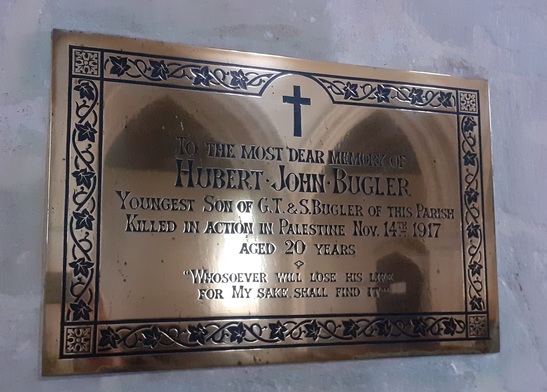 To the most dear memory of
Hubert·John·Bugler
Youngest Son of G.T. & S. Bugler of this Parish
Killed in action in Palestine Nov. 14TH 1917
aged 20 years
"Whosoever will lose his life
for My sake shall find it"